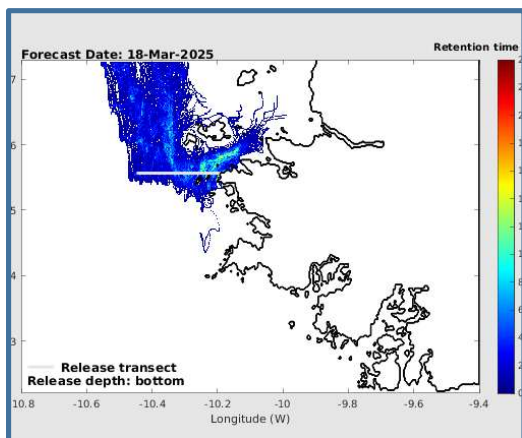 Forecast Date: 18-Mar-2025
Retention time
Release transect
Release depth: bottom
10.8 -10.6 -10.4 -10.2 -10 -9.8 -9.6 -9.4
Longitude (W)